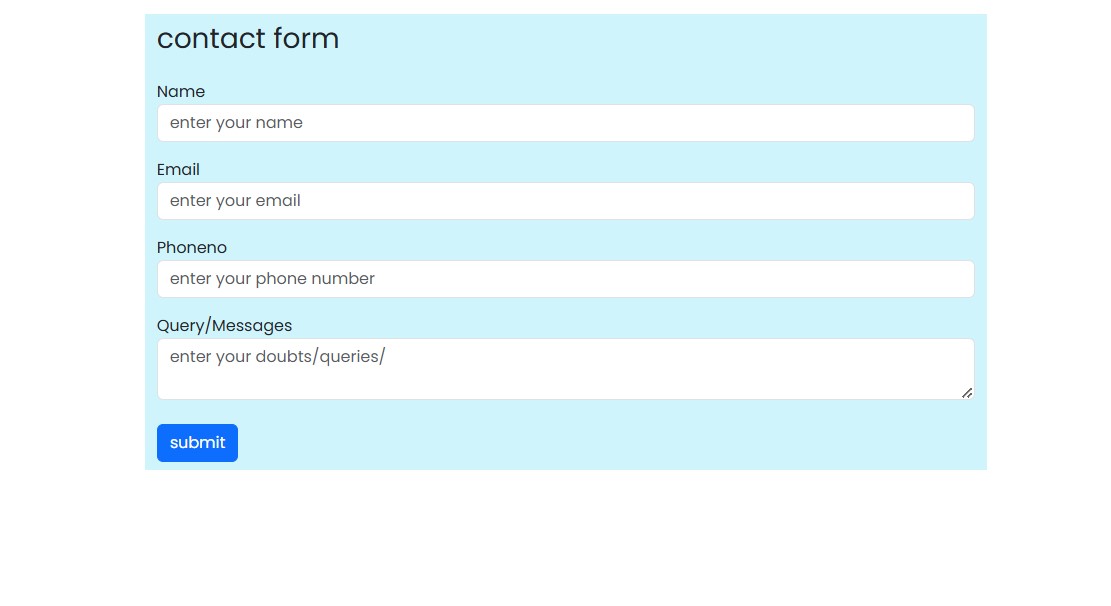 contact form
Name
enter your name
Email
enter your email
Phoneno
enter your phone number
Query/Messages
enter your doubts/queries/
submit